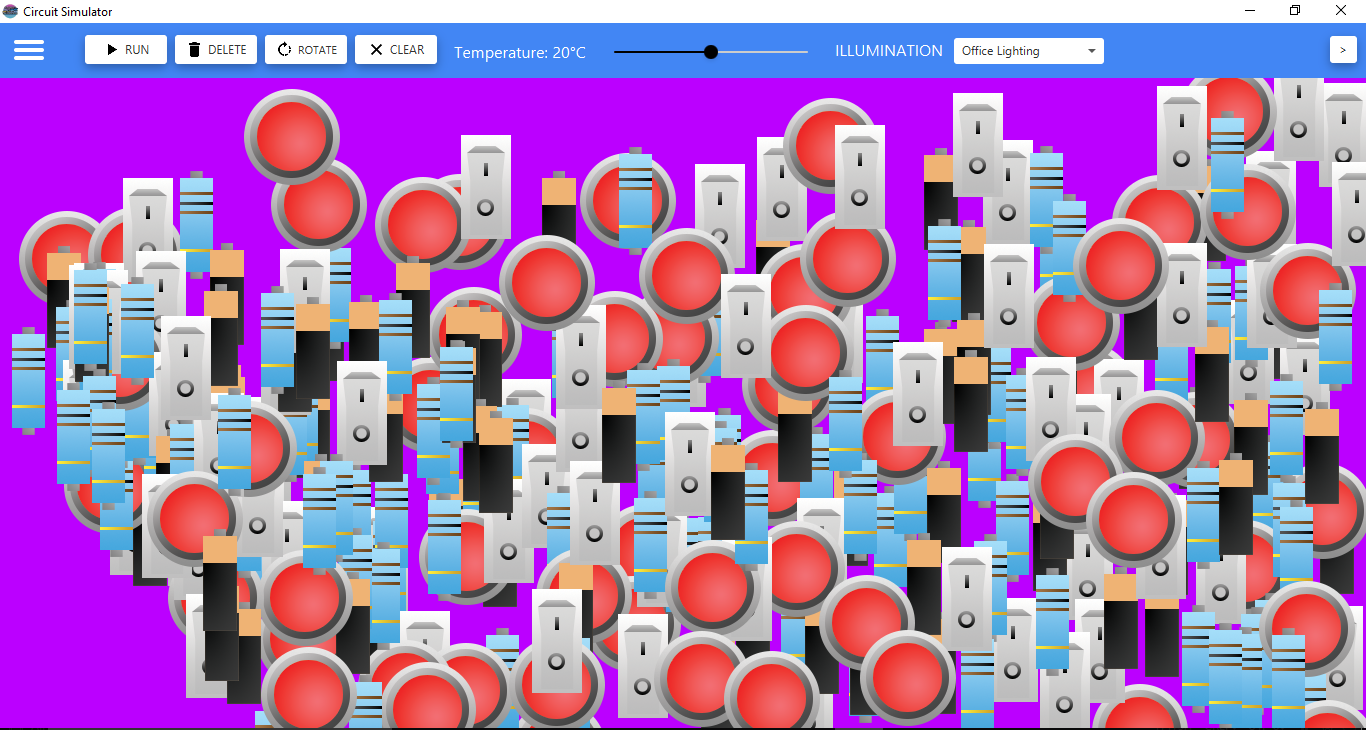 Circuit Simulator
RUN DELETE ROTATE CLEAR Temperature: 20°C ILLUMINATION Office Lighting >